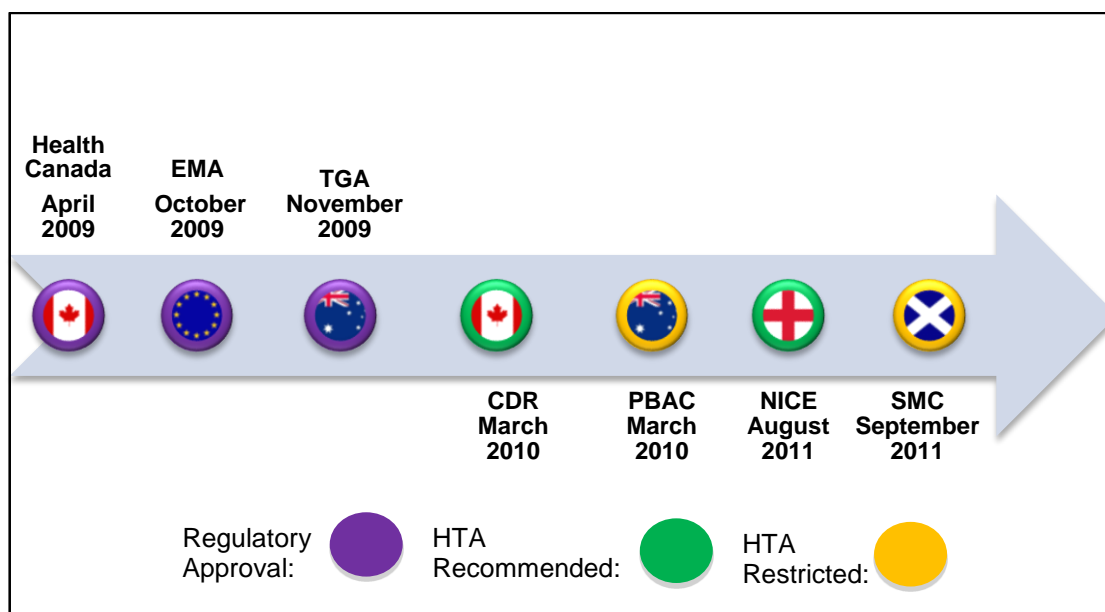 Health
Canada
April
2009
EMA
October
2009
TGA
November
2009
CDR
March
2010
PBAC
March
2010
NICE
August
2011
SMC
September
2011
Regulatory
Approval:
HTA
Recommended:
HTA
Restricted: